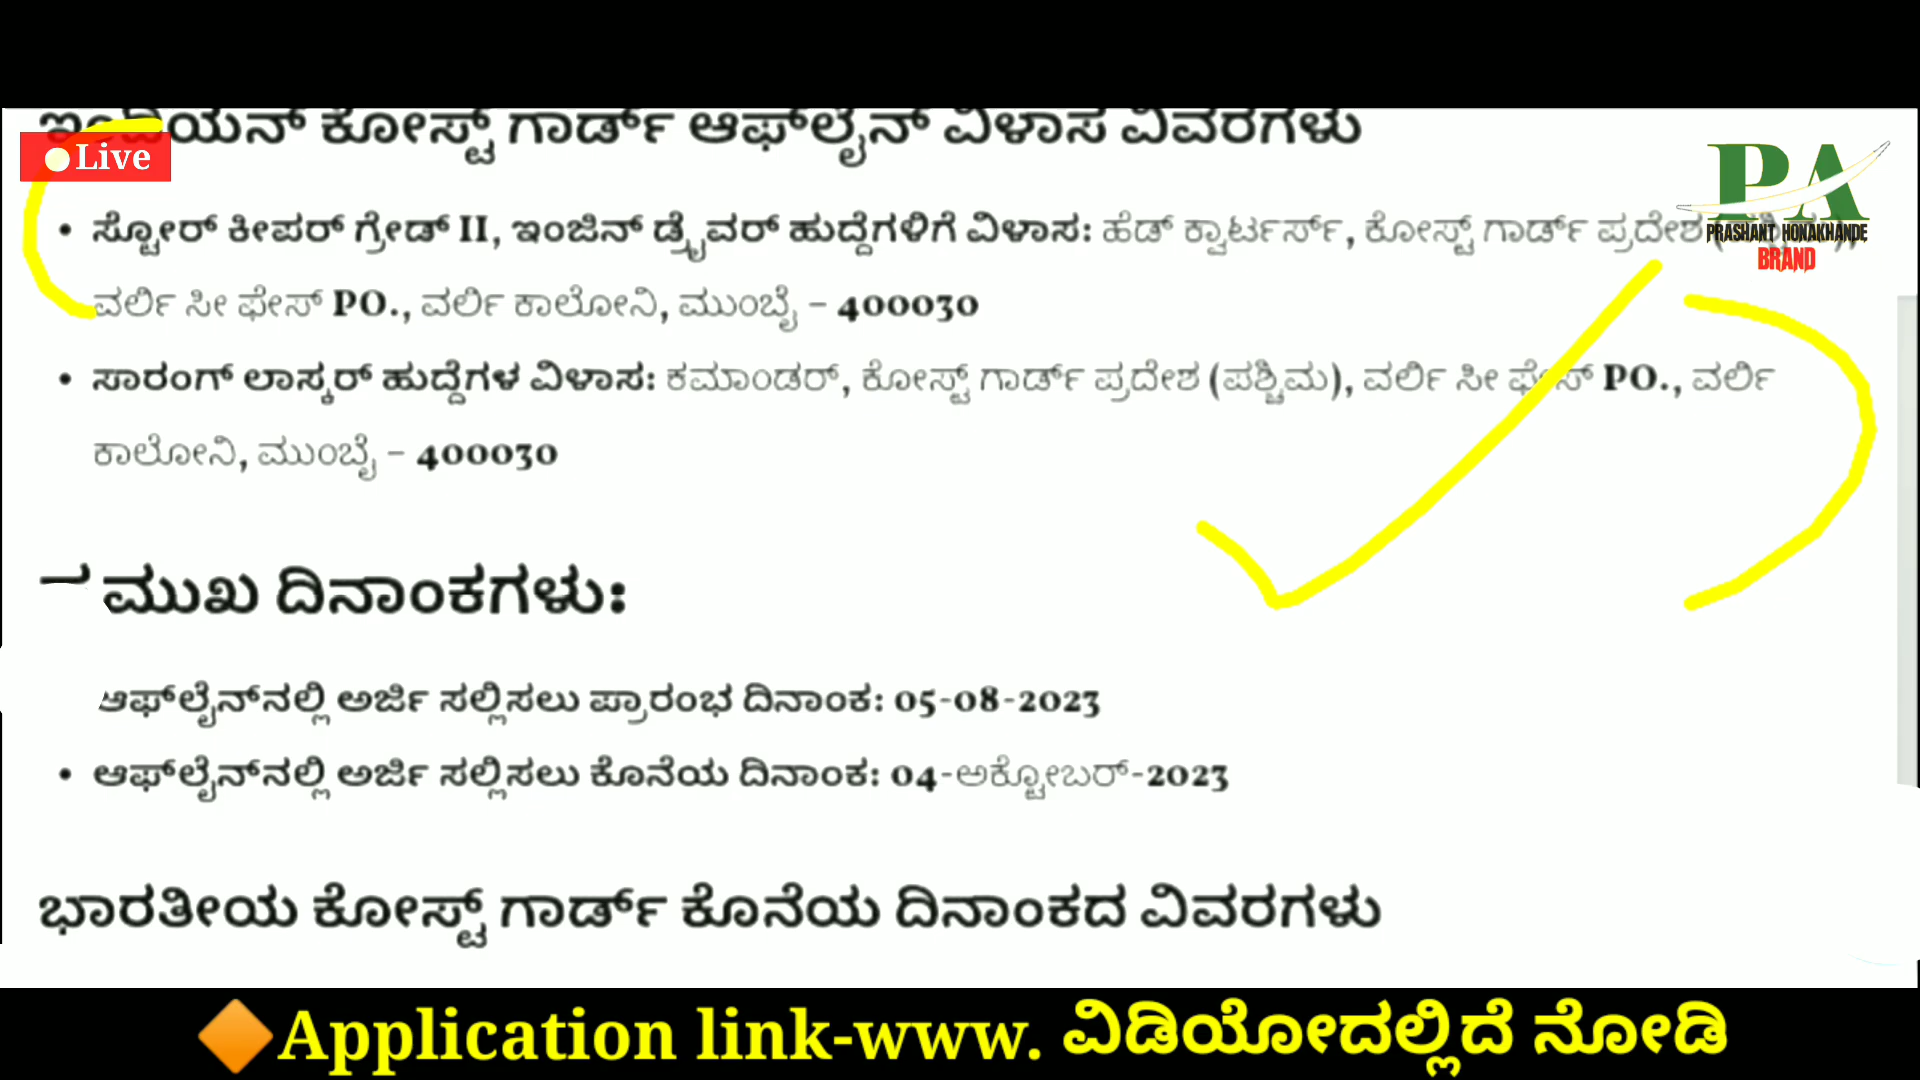 ಇಂಡಿಯನ್ ಕೋಸ್ಟ್ ಗಾರ್ಡ್ ಆಫ್‌ಲೈನ್ ವಿಳಾಸ ವಿವರಗಳು
Live
PA
PRASHANT HONAKHANDE
BRAND
• ಸ್ಟೋರ್ ಕೀಪರ್ ಗ್ರೇಡ್ II, ಇಂಜಿನ್ ಡ್ರೈವರ್ ಹುದ್ದೆಗಳಿಗೆ ವಿಳಾಸ: ಹೆಡ್ ಕ್ವಾರ್ಟರ್ಸ್, ಕೋಸ್ಟ್ ಗಾರ್ಡ್ ಪ್ರದೇಶ
ವರ್ಲಿ ಸೀ ಫೇಸ್ PO., ವರ್ಲಿ ಕಾಲೋನಿ, ಮುಂಬೈ – 400030
• ಸಾರಂಗ್ ಲಾಸ್ಕರ್ ಹುದ್ದೆಗಳ ವಿಳಾಸ: ಕಮಾಂಡರ್, ಕೋಸ್ಟ್ ಗಾರ್ಡ್ ಪ್ರದೇಶ (ಪಶ್ಚಿಮ), ವರ್ಲಿ ಸೀ ಫೇಸ್ PO., ವರ್ಲಿ
ಕಾಲೋನಿ, ಮುಂಬೈ – 400030
ಮುಖ ದಿನಾಂಕಗಳು:
ಆಫ್‌ಲೈನ್‌ನಲ್ಲಿ ಅರ್ಜಿ ಸಲ್ಲಿಸಲು ಪ್ರಾರಂಭ ದಿನಾಂಕ: 05-08-2023
• ಆಫ್‌ಲೈನ್‌ನಲ್ಲಿ ಅರ್ಜಿ ಸಲ್ಲಿಸಲು ಕೊನೆಯ ದಿನಾಂಕ: 04-ಅಕ್ಟೋಬರ್-2023
ಭಾರತೀಯ ಕೋಸ್ಟ್ ಗಾರ್ಡ್ ಕೊನೆಯ ದಿನಾಂಕದ ವಿವರಗಳು
🔶Application link-www. ವಿಡಿಯೋದಲ್ಲಿದೆ ನೋಡಿ